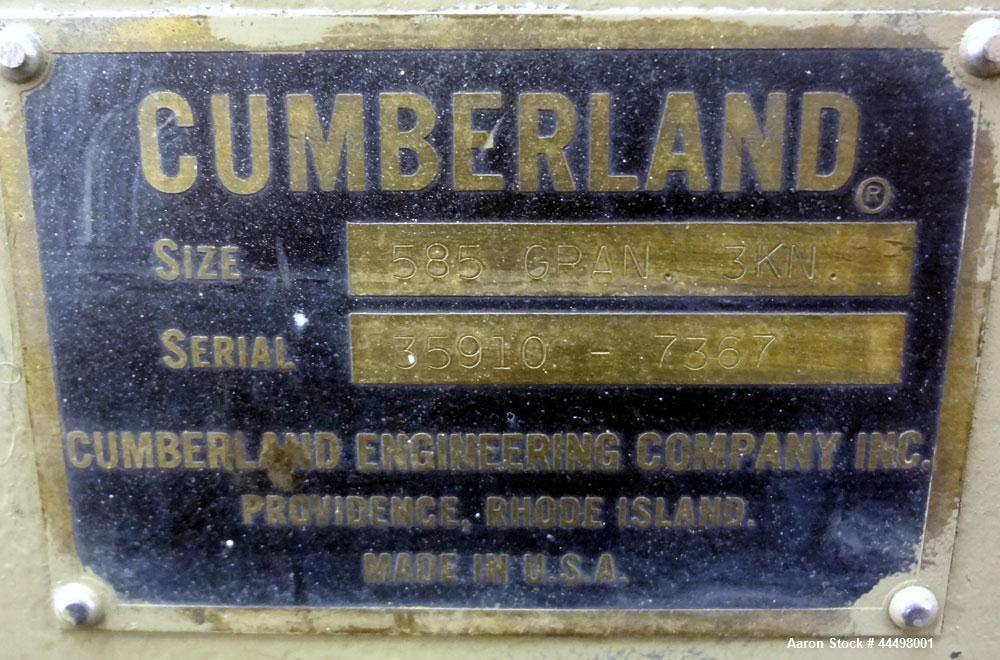 CUMBERLAND®
SIZE 585 GRAN. 3KN.
SERIAL 35910 - 7367
CUMBERLAND ENGINEERING COMPANY INC.
PROVIDENCE, RHODE ISLAND.
MADE IN U.S.A.
Aaron Stock # 44498001